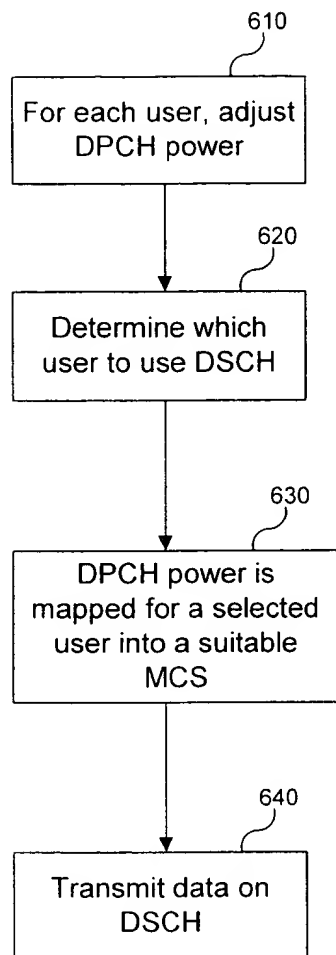 610
For each user, adjust
DPCH power
620
Determine which
user to use DSCH
630
DPCH power is
mapped for a selected
user into a suitable
MCS
640
Transmit data on
DSCH